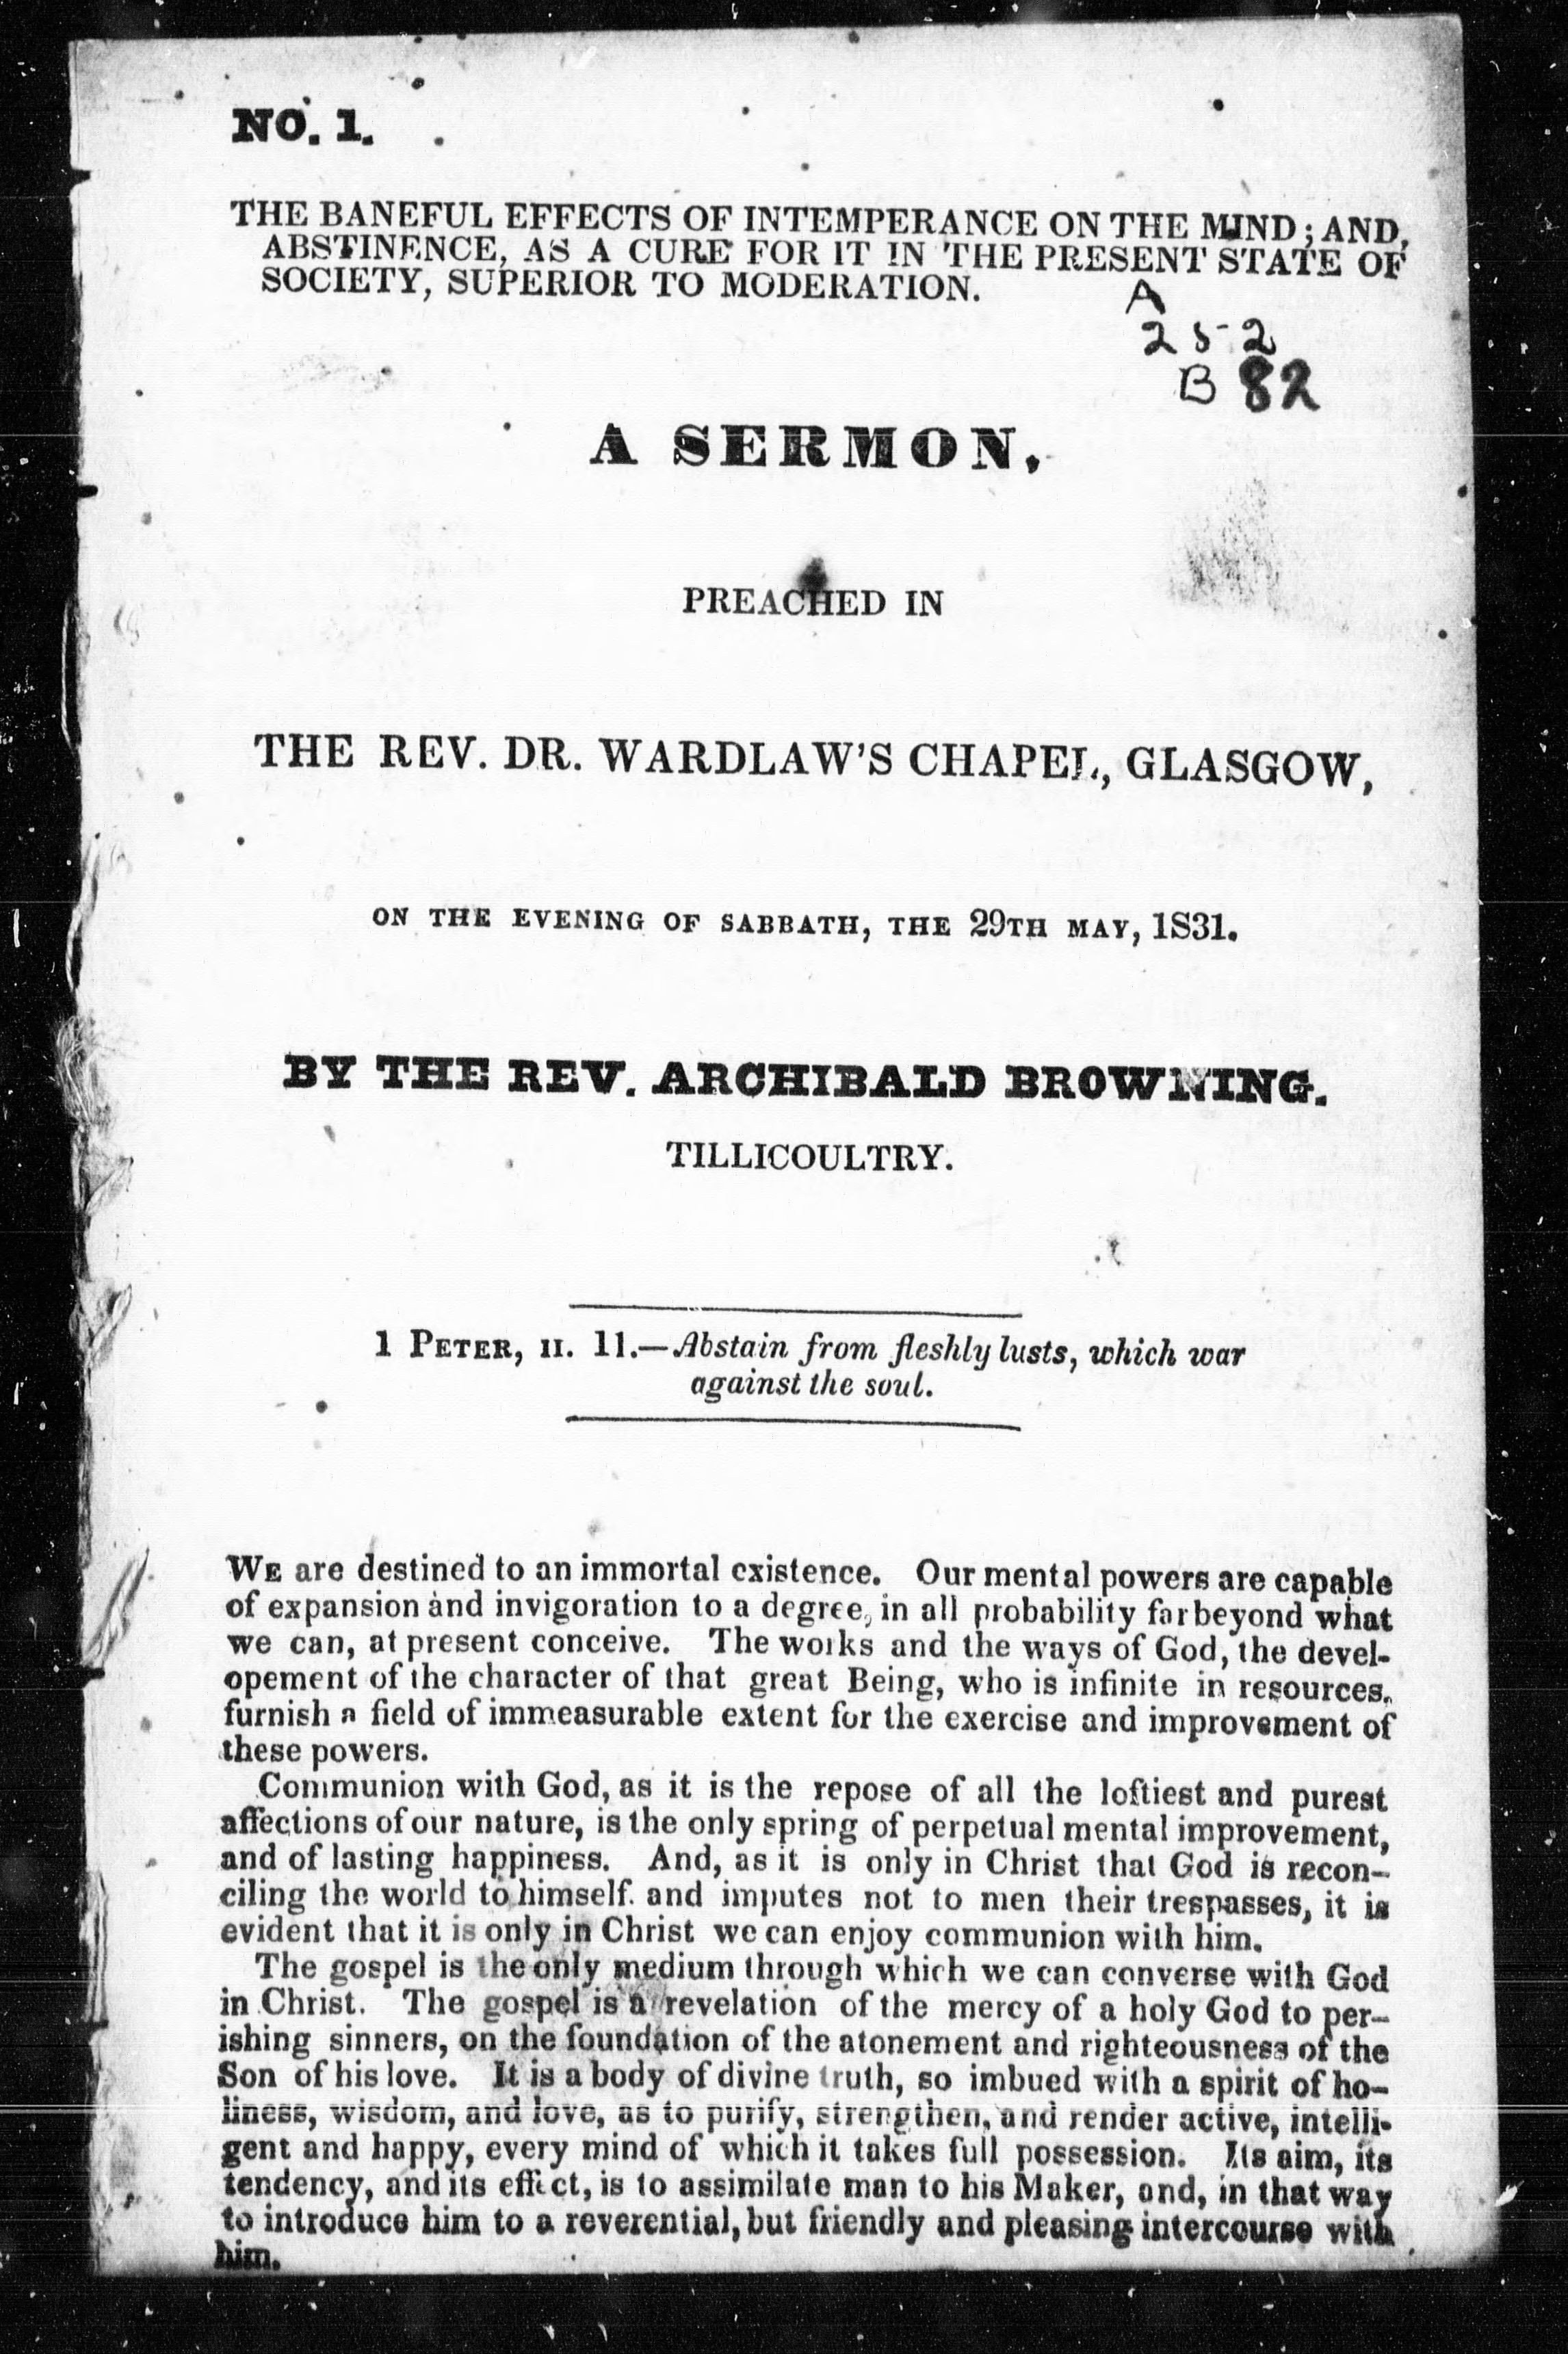 NO. 1.
THE BANEFUL EFFECTS OF INTEMPERANCE ON THE MIND; AND,
ABSTINENCE, AS A CURE FOR IT IN THE PRESENT STATE OF
SOCIETY, SUPERIOR TO MODERATION.
A
252
B 82
A SERMON,
PREACHED IN
THE REV. DR. WARDLAW'S CHAPEL, GLASGOW,
ON THE EVENING OF SABBATH, THE 29TH MAY, 1831.
BY THE REV. ARCHIBALD BROWNING.
TILLICOULTRY.
1 PETER, II. 11.—Abstain from fleshly lusts, which war
against the soul.
WE are destined to an immortal existence. Our mental powers are capable
of expansion and invigoration to a degree, in all probability far beyond what
we can, at present conceive. The works and the ways of God, the devel-
opement of the character of that great Being, who is infinite in resources,
furnish a field of immeasurable extent for the exercise and improvement of
these powers.
Communion with God, as it is the repose of all the loftiest and purest
affections of our nature, is the only spring of perpetual mental improvement,
and of lasting happiness. And, as it is only in Christ that God is recon-
ciling the world to himself. and imputes not to men their trespasses, it is
evident that it is only in Christ we can enjoy communion with him.
The gospel is the only medium through which we can converse with God
in Christ. The gospel is a revelation of the mercy of a holy God to per-
ishing sinners, on the foundation of the atonement and righteousness of the
Son of his love. It is a body of divine truth, so imbued with a spirit of ho-
liness, wisdom, and love, as to purify, strengthen, and render active, intelli-
gent and happy, every mind of which it takes full possession. Its aim, its
tendency, and its effect, is to assimilate man to his Maker, and, in that way
to introduce him to a reverential, but friendly and pleasing intercourse with
him.